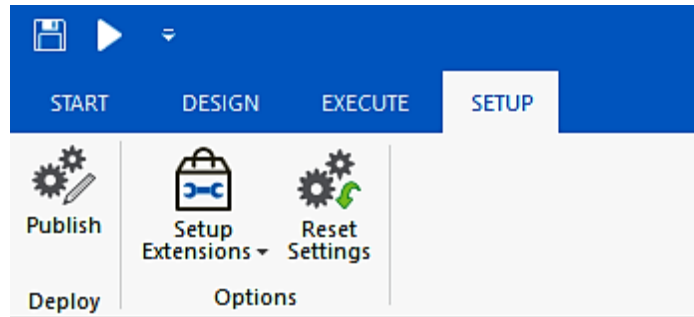 START DESIGN EXECUTE SETUP
Publish
Setup
Extensions
Reset
Settings
Deploy
Options